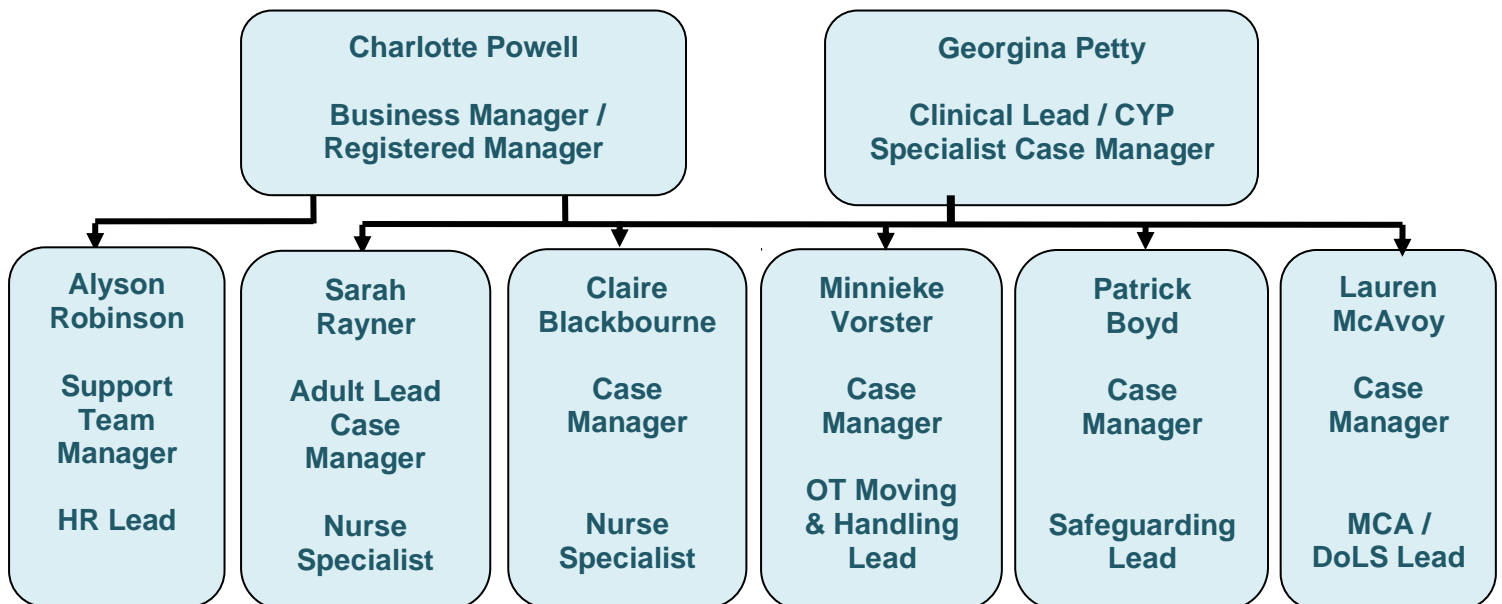 Charlotte Powell
Business Manager /
Registered Manager
Georgina Petty
Clinical Lead / CYP
Specialist Case Manager
Alyson
Robinson
Support
Team
Manager
HR Lead
Sarah
Rayner
Adult Lead
Case
Manager
Nurse
Specialist
Claire
Blackbourne
Case
Manager
Nurse
Specialist
Minnieke
Vorster
Case
Manager
OT Moving
& Handling
Lead
Patrick
Boyd
Case
Manager
Safeguarding
Lead
Lauren
McAvoy
Case
Manager
MCA /
DoLS Lead